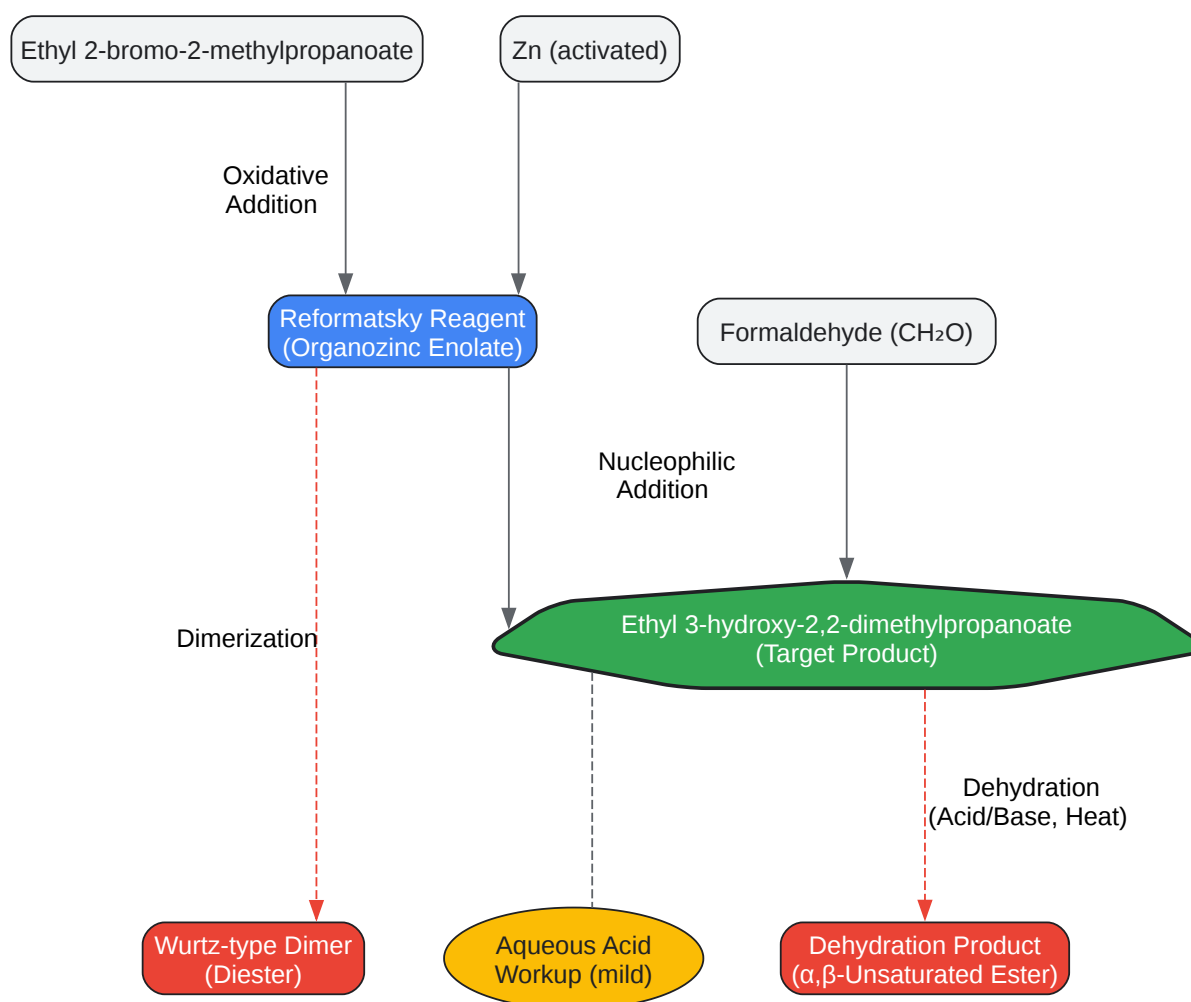 Ethyl 2-bromo-2-methylpropanoate
Zn (activated)
Oxidative
Addition
Reformatsky Reagent
(Organozinc Enolate)
Formaldehyde (CH₂O)
Nucleophilic
Addition
Dimerization
Ethyl 3-hydroxy-2,2-dimethylpropanoate
(Target Product)
Dehydration
(Acid/Base, Heat)
Wurtz-type Dimer
(Diester)
Aqueous Acid
Workup (mild)
Dehydration Product
(α,β-Unsaturated Ester)